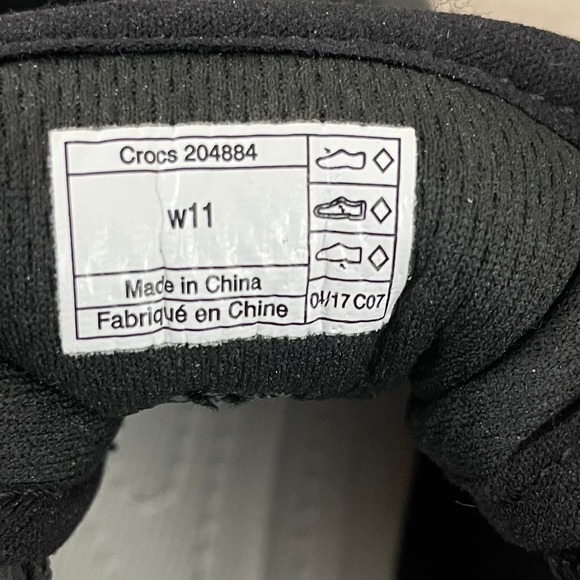 Crocs 204884
w11
Made in China
Fabriqué en Chine
04/17 C07